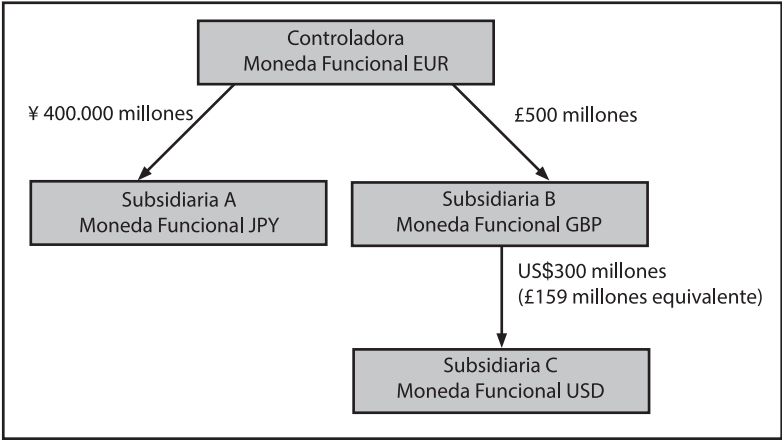 Controladora
Moneda Funcional EUR
¥ 400.000 millones
£500 millones
Subsidiaria A
Moneda Funcional JPY
Subsidiaria B
Moneda Funcional GBP
US$300 millones
(£159 millones equivalente)
Subsidiaria C
Moneda Funcional USD